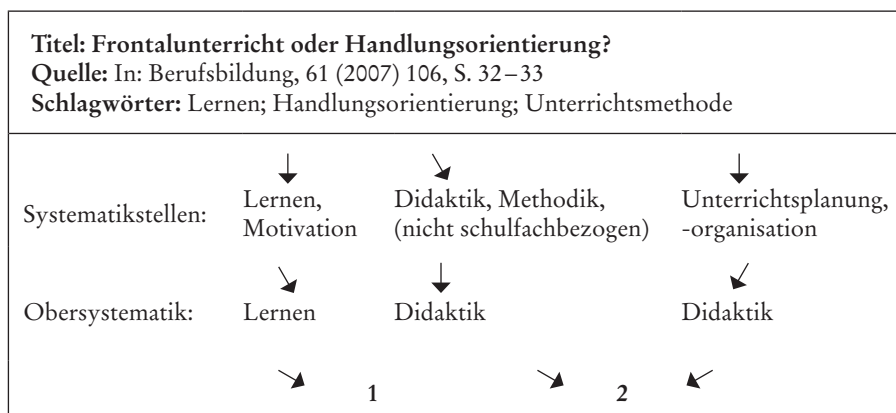 Titel: Frontalunterricht oder Handlungsorientierung?
Quelle: In: Berufsbildung, 61 (2007) 106, S. 32–33
Schlagwörter: Lernen; Handlungsorientierung; Unterrichtsmethode
Systematikstellen:
Lernen,
Motivation
Didaktik, Methodik,
(nicht schulfachbezogen)
Unterrichtsplanung,
-organisation
Obersystematik: Lernen Didaktik Didaktik
1 2